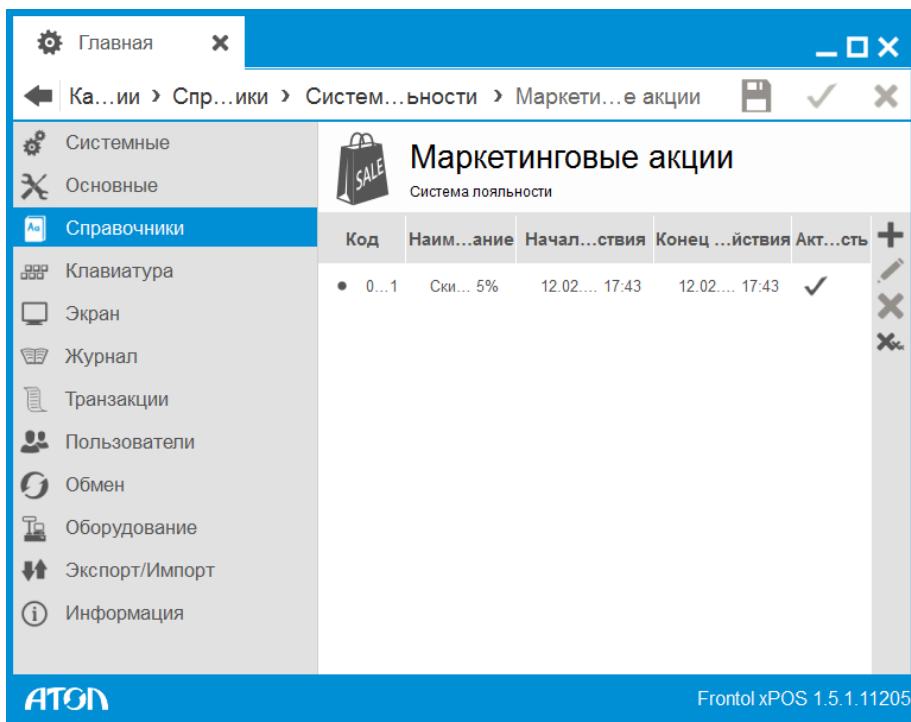 Главная
Ка...ии › Спр...ики › Систем...ьности › Маркети...е акции
Системные
Основные
Справочники
Клавиатура
Экран
Журнал
Транзакции
Пользователи
Обмен
Оборудование
Экспорт/Импорт
Информация
SALE
Маркетинговые акции
Система лояльности
Код Наим...ание Начал...ствия Конец ...йствия Акт...сть
0...1 Ски... 5% 12.02.... 17:43 12.02.... 17:43
Aa
i
ATOL
Frontol xPOS 1.5.1.11205